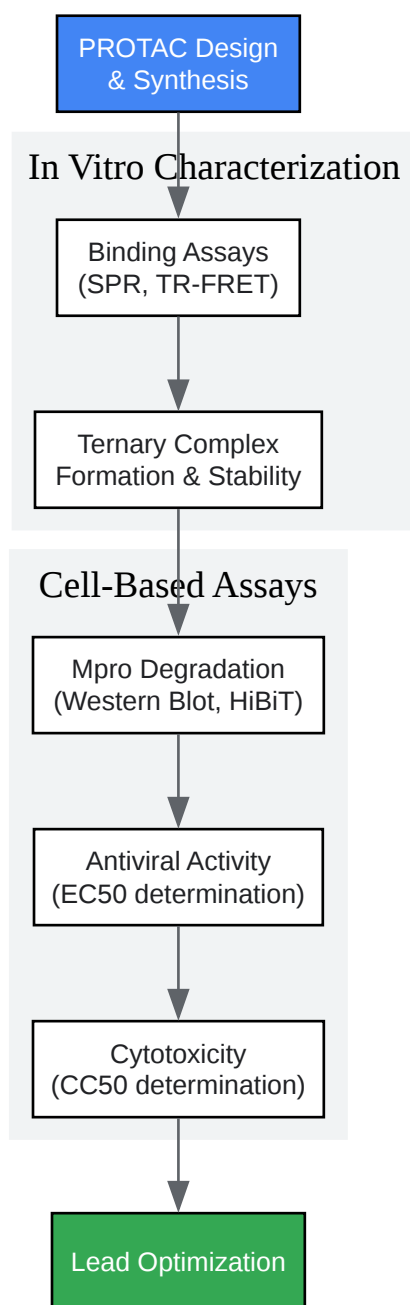 PROTAC Design
& Synthesis
In Vitro Characterization
Binding Assays
(SPR, TR-FRET)
Ternary Complex
Formation & Stability
Cell-Based Assays
Mpro Degradation
(Western Blot, HiBiT)
Antiviral Activity
(EC50 determination)
Cytotoxicity
(CC50 determination)
Lead Optimization